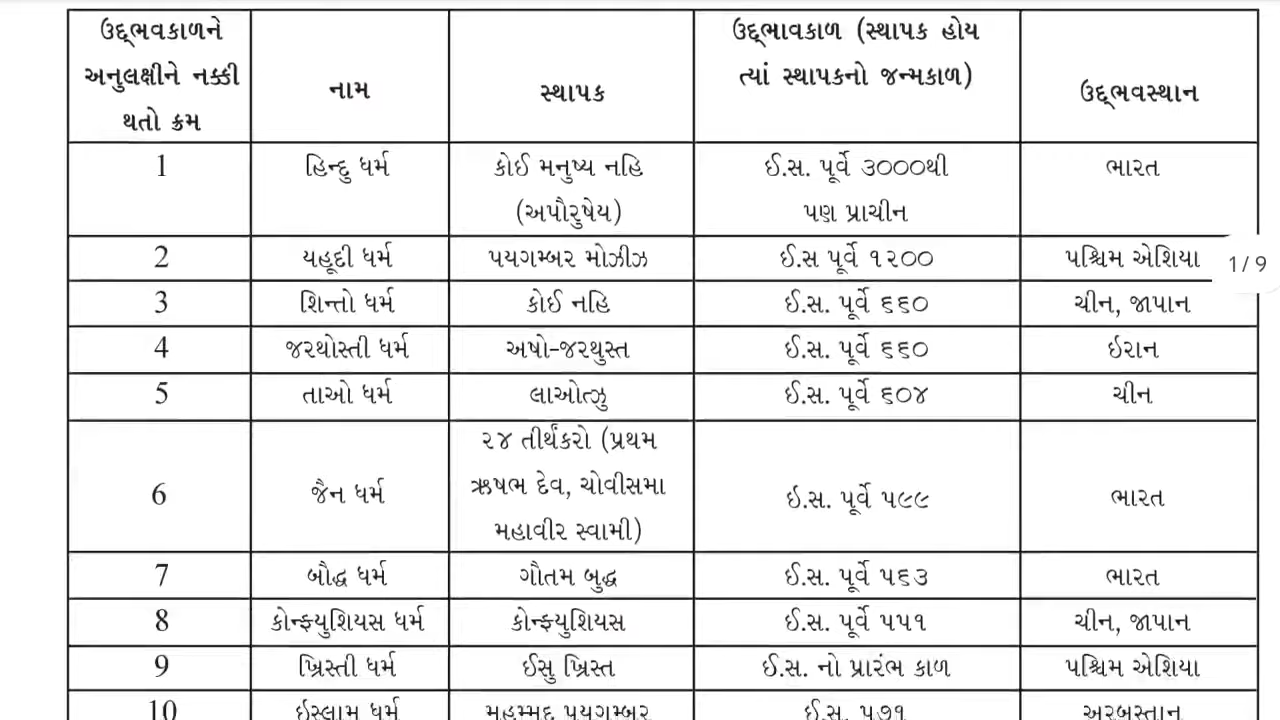 ઉદ્દભવકાળને
અનુલક્ષીને નક્કી
થતો ક્રમ
નામ
સ્થાપક
ઉદ્દભાવકાળ (સ્થાપક હોય
ત્યાં સ્થાપકનો જન્મકાળ)
ઉદ્દભવસ્થાન
1
હિન્દુ ધર્મ
કોઈ મનુષ્ય નહિ
(અપૌરુષેય)
ઈ.સ. પૂર્વે ૩૦૦૦થી
પણ પ્રાચીન
ભારત
2
યહૂદી ધર્મ
પયગમ્બર મોઝીઝ
ઈ.સ પૂર્વે ૧૨૦૦
પશ્ચિમ એશિયા
1/9
3
શિન્તો ધર્મ
કોઈ નહિ
ઈ.સ. પૂર્વે ૬૬૦
ચીન, જાપાન
4
જરથોસ્તી ધર્મ
અષો-જરથુસ્ત
ઈ.સ. પૂર્વે ૬૬૦
ઇરાન
5
તાઓ ધર્મ
લાઓત્ઝુ
ઈ.સ. પૂર્વે ૬૦૪
ચીન
6
જૈન ધર્મ
૨૪ તીર્થંકરો (પ્રથમ
ઋષભ દેવ, ચોવીસમા
મહાવીર સ્વામી)
ઇ.સ. પૂર્વે ૫૯૯
ભારત
7
બૌદ્ધ ધર્મ
ગૌતમ બુદ્ધ
ઈ.સ. પૂર્વે ૫૬૩
ભારત
8
કોન્ફ્યુશિયસ ધર્મ
કોન્ફ્યુશિયસ
ઈ.સ. પૂર્વે ૫૫૧
ચીન, જાપાન
9
ખ્રિસ્તી ધર્મ
ઈસુ ખ્રિસ્ત
ઈ.સ. નો પ્રારંભ કાળ
પશ્ચિમ એશિયા
10
ઇસ્લામ ધર્મ
મહમ્મદ પયગમ્બર
ઈ.સ. ૫૭૧
અરબસ્તાન